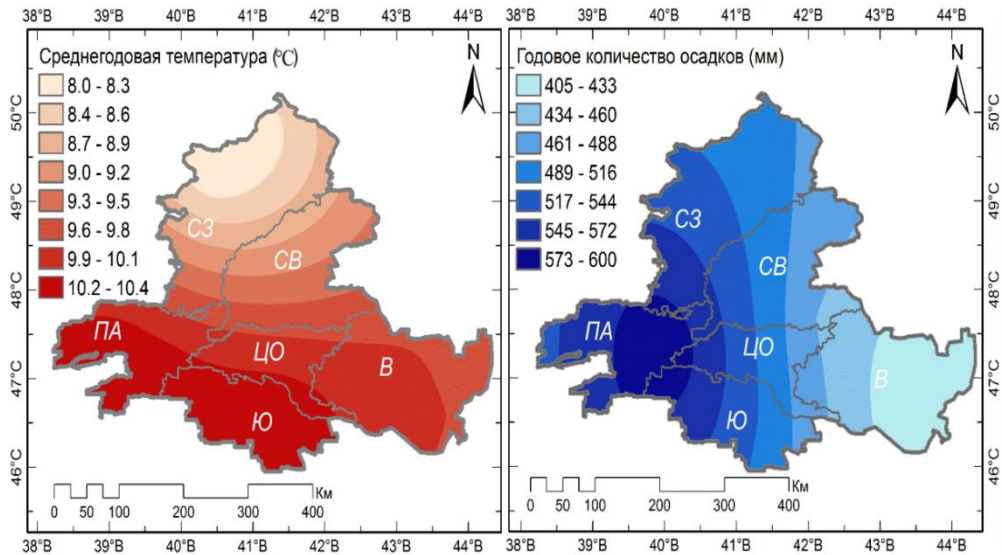 38°В 39°В 40°В 41°В 42°В 43°В 44°В
Среднегодовая температура (°С)
N
8.0 - 8.3
8.4 - 8.6
8.7 - 8.9
9.0 - 9.2
9.3 - 9.5
9.6 - 9.8
9.9 - 10.1
10.2 - 10.4
50°С
49°С
48°С
47°С
46°С
СЗ
СВ
ПА
ЦО
В
Ю
Км
0 50 100 200 300 400
38°В 39°В 40°В 41°В 42°В 43°В 44°В
38°В 39°В 40°В 41°В 42°В 43°В 44°В
Годовое количество осадков (мм)
N
405 - 433
434 - 460
461 - 488
489 - 516
517 - 544
545 - 572
573 - 600
50°С
49°С
48°С
47°С
46°С
СЗ
СВ
ПА
ЦО
В
Ю
Км
0 50 100 200 300 400
38°В 39°В 40°В 41°В 42°В 43°В 44°В